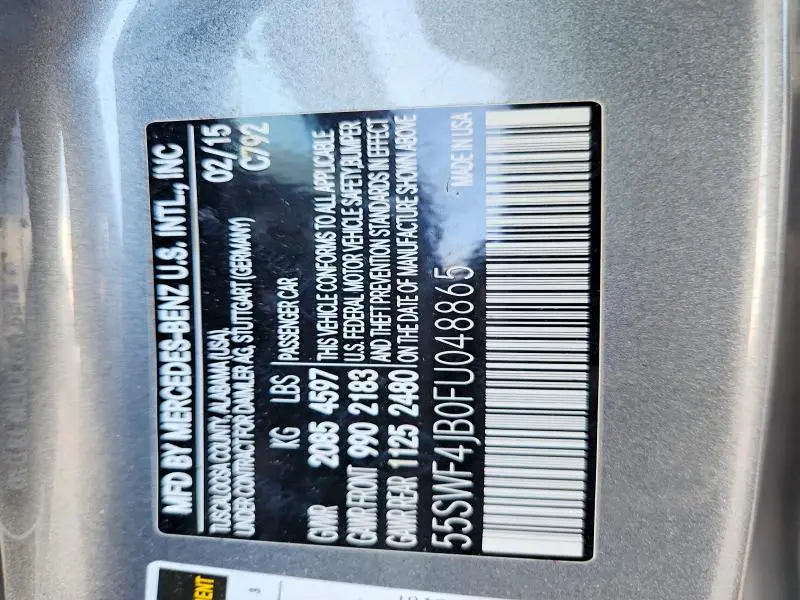 MFD BY MERCEDES-BENZ U.S. INTL., INC
TUSCALOOSA COUNTY, ALABAMA (USA) 02/15
UNDER CONTRACT FOR DAIMLER AG, STUTTGART (GERMANY) C792
KG LBS PASSENGER CAR
GWR 2085 4597 THIS VEHICLE CONFORMS TO ALL APPLICABLE
GAWR FRONT 990 2183 U.S. FEDERAL MOTOR VEHICLE SAFETY, BUMPER
GAWR REAR 1125 2480 AND THEFT PREVENTION STANDARDS IN EFFECT
ON THE DATE OF MANUFACTURE SHOWN ABOVE
55SWF4JB0FU048865 MADE IN USA